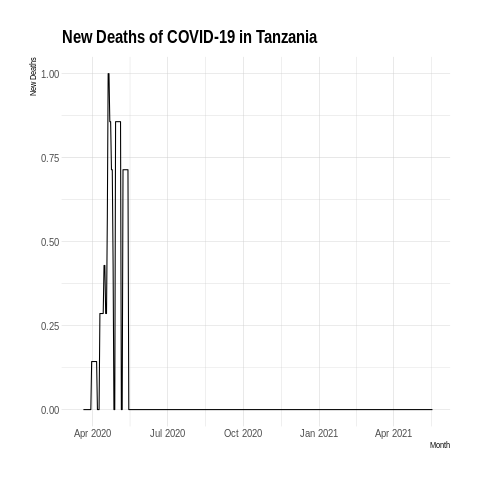 New Deaths of COVID-19 in Tanzania
New Deaths
1.00
0.75
0.50
0.25
0.00
Apr 2020 Jul 2020 Oct 2020 Jan 2021 Apr 2021
Month